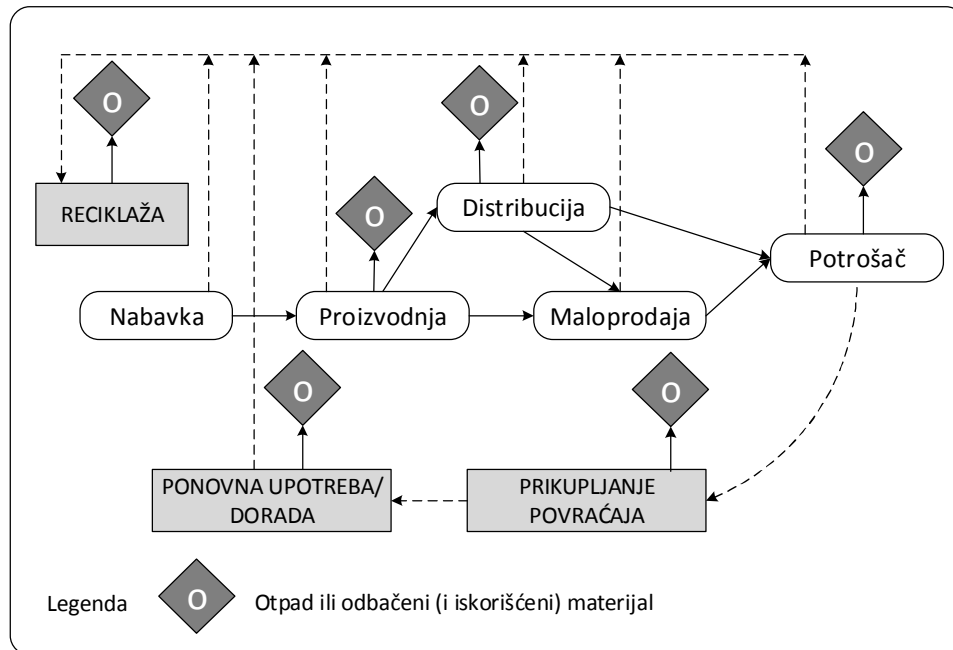 O
O
O
RECIKLAŽA
O
Distribucija
Potrošač
Nabavka
Proizvodnja
Maloprodaja
O
O
PONOVNA UPOTREBA/
DORADA
PRIKUPLJANJE
POVRAĆAJA
Legenda
O
Otpad ili odbačeni (i iskorišćeni) materijal